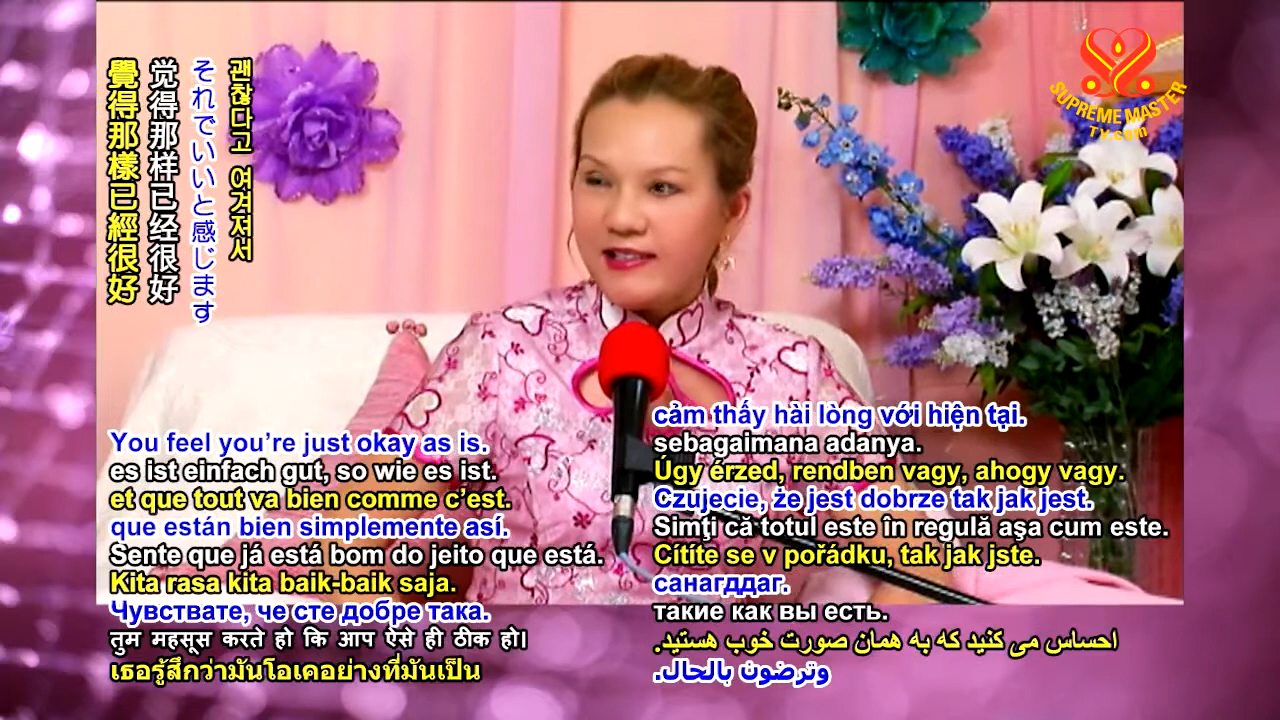 SUPREME MASTER
TV.com
괜찮다고 여겨져서
それでいいと感じます
觉得那样已经很好
覺得那樣已經很好
You feel you're just okay as is.
es ist einfach gut, so wie es ist.
et que tout va bien comme c'est.
que están bien simplemente así.
Sente que já está bom do jeito que está.
Kita rasa kita baik-baik saja.
Чувствате, че сте добре така.
तुम महसूस करते हो कि आप ऐसे ही ठीक हो।
เธอรู้สึกว่ามันโอเคอย่างที่มันเป็น
cảm thấy hài lòng với hiện tại.
sebagaimana adanya.
Úgy érzed, rendben vagy, ahogy vagy.
Czujecie, że jest dobrze tak jak jest.
Simţi că totul este în regulă aşa cum este.
Cítíte se v pořádku, tak jak jste.
санагддаг.
такие как вы есть.
احساس می کنید که به همان صورت خوب هستید.
وترضون بالحال.